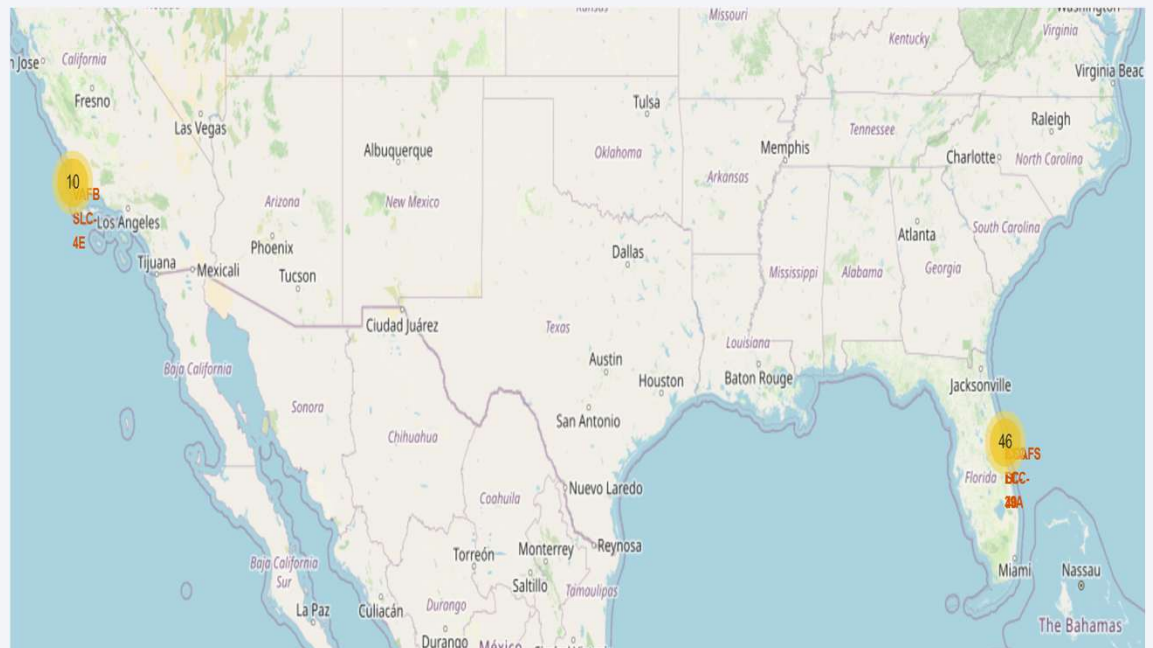 Kansas
Missouri
Washington
Virginia
Kentucky
n Jose
California
Virginia Beac
Fresno
Tulsa
Raleigh
Las Vegas
Tennessee
Albuquerque
Memphis
Oklahoma
Charlotte
North Carolina
Arkansas
10
VAFB
SLC-
4E
Los Angeles
Arizona
New Mexico
South Carolina
Phoenix
Dallas
Atlanta
Tijuana
Mexicali
Tucson
Mississippi
Alabama
Georgia
Ciudad Juárez
Texas
Louisiana
Austin
Baja California
Houston
Baton Rouge
Jacksonville
Sonora
San Antonio
Chihuahua
46
Florida
Nuevo Laredo
Coahuila
Torreón
Monterrey
Reynosa
Baja California
Sur
Saltillo
Tamaulipas
Miami
Nassau
La Paz
Culiacán
Durango
The Bahamas
Durango
México